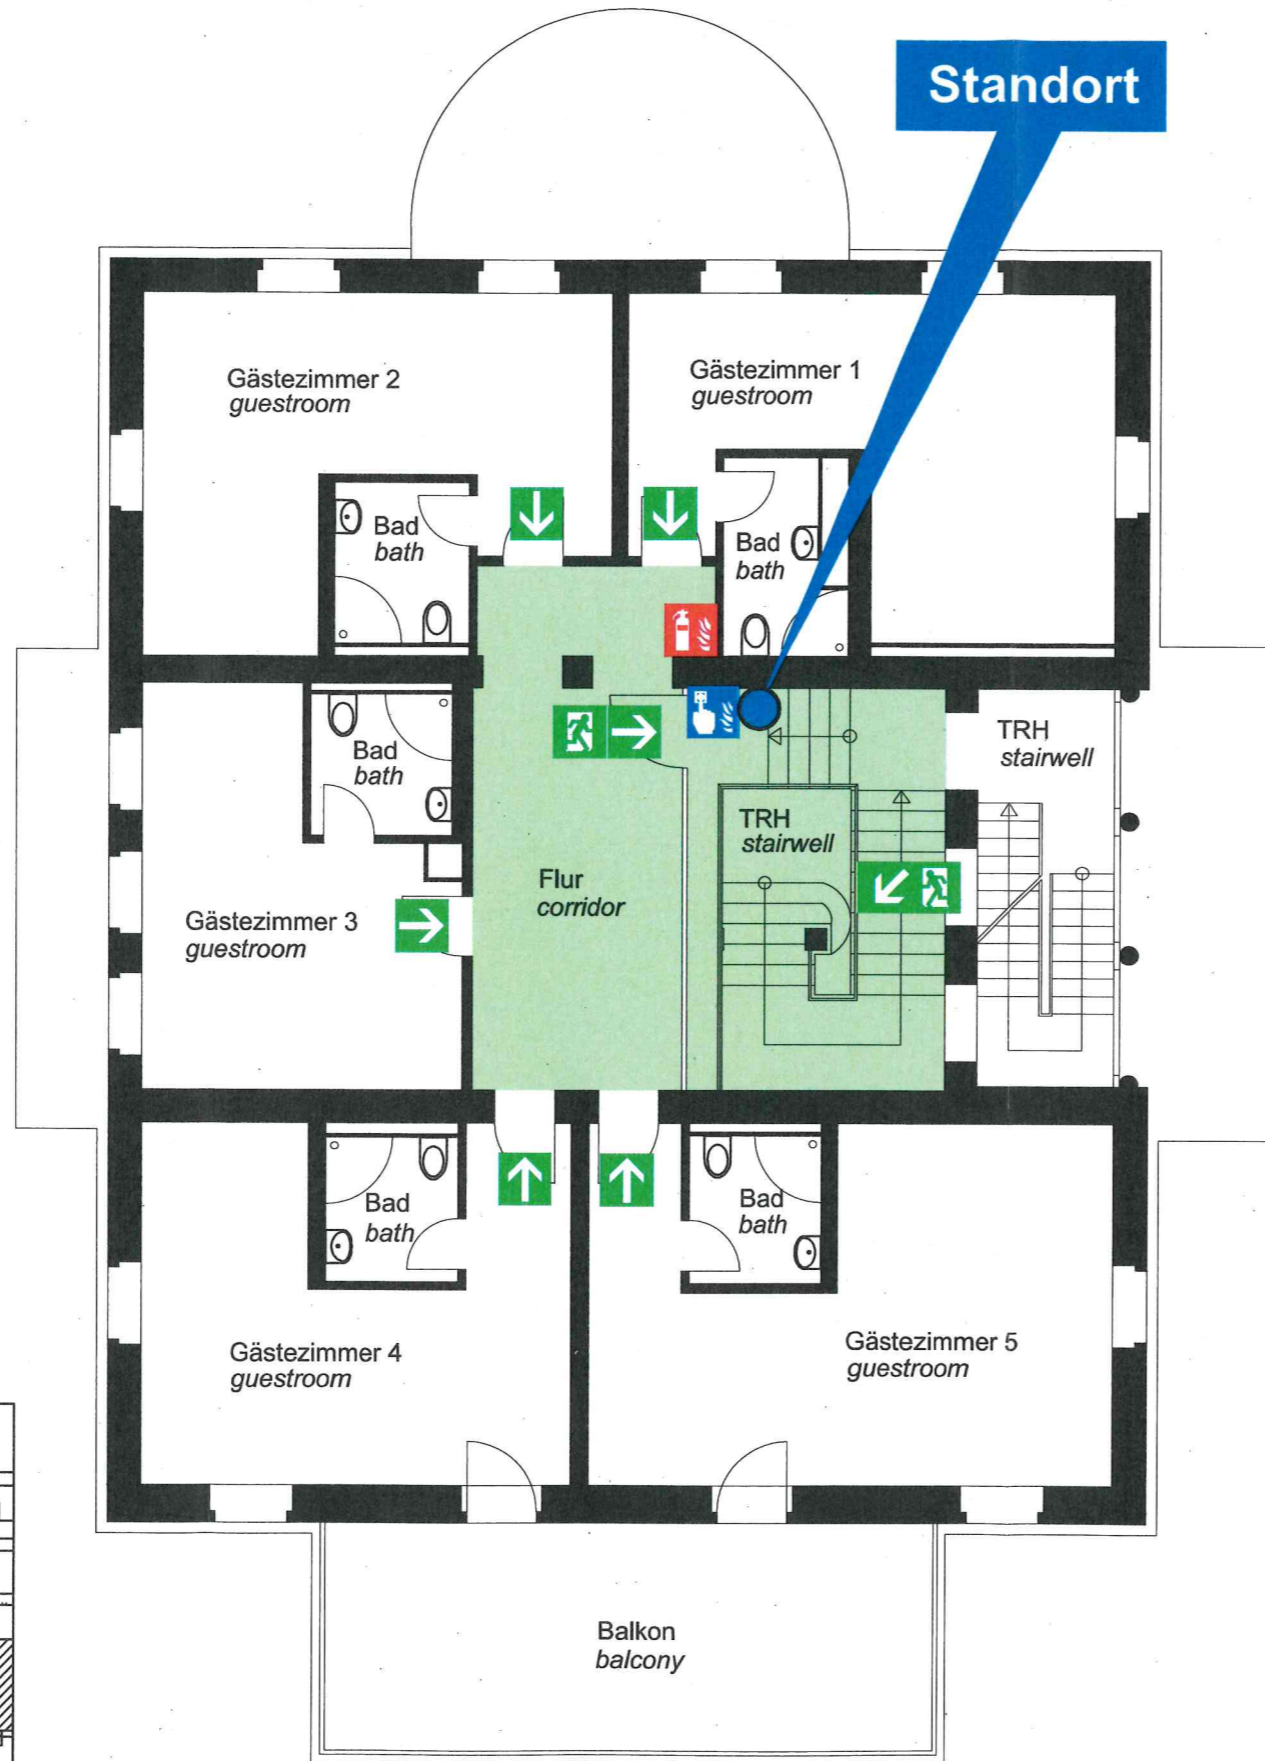 Standort
Gästezimmer 2
guestroom
Gästezimmer 1
guestroom
Bad
bath
Bad
bath
TRH
stairwell
Bad
bath
TRH
stairwell
Flur
corridor
Gästezimmer 3
guestroom
Bad
bath
Bad
bath
Gästezimmer 4
guestroom
Gästezimmer 5
guestroom
Balkon
balcony